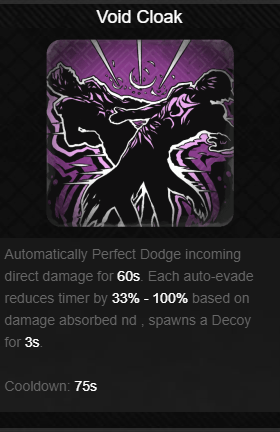 Void Cloak
Automatically Perfect Dodge incoming
direct damage for 60s. Each auto-evade
reduces timer by 33% - 100% based on
damage absorbed nd , spawns a Decoy
for 3s.
Cooldown: 75s